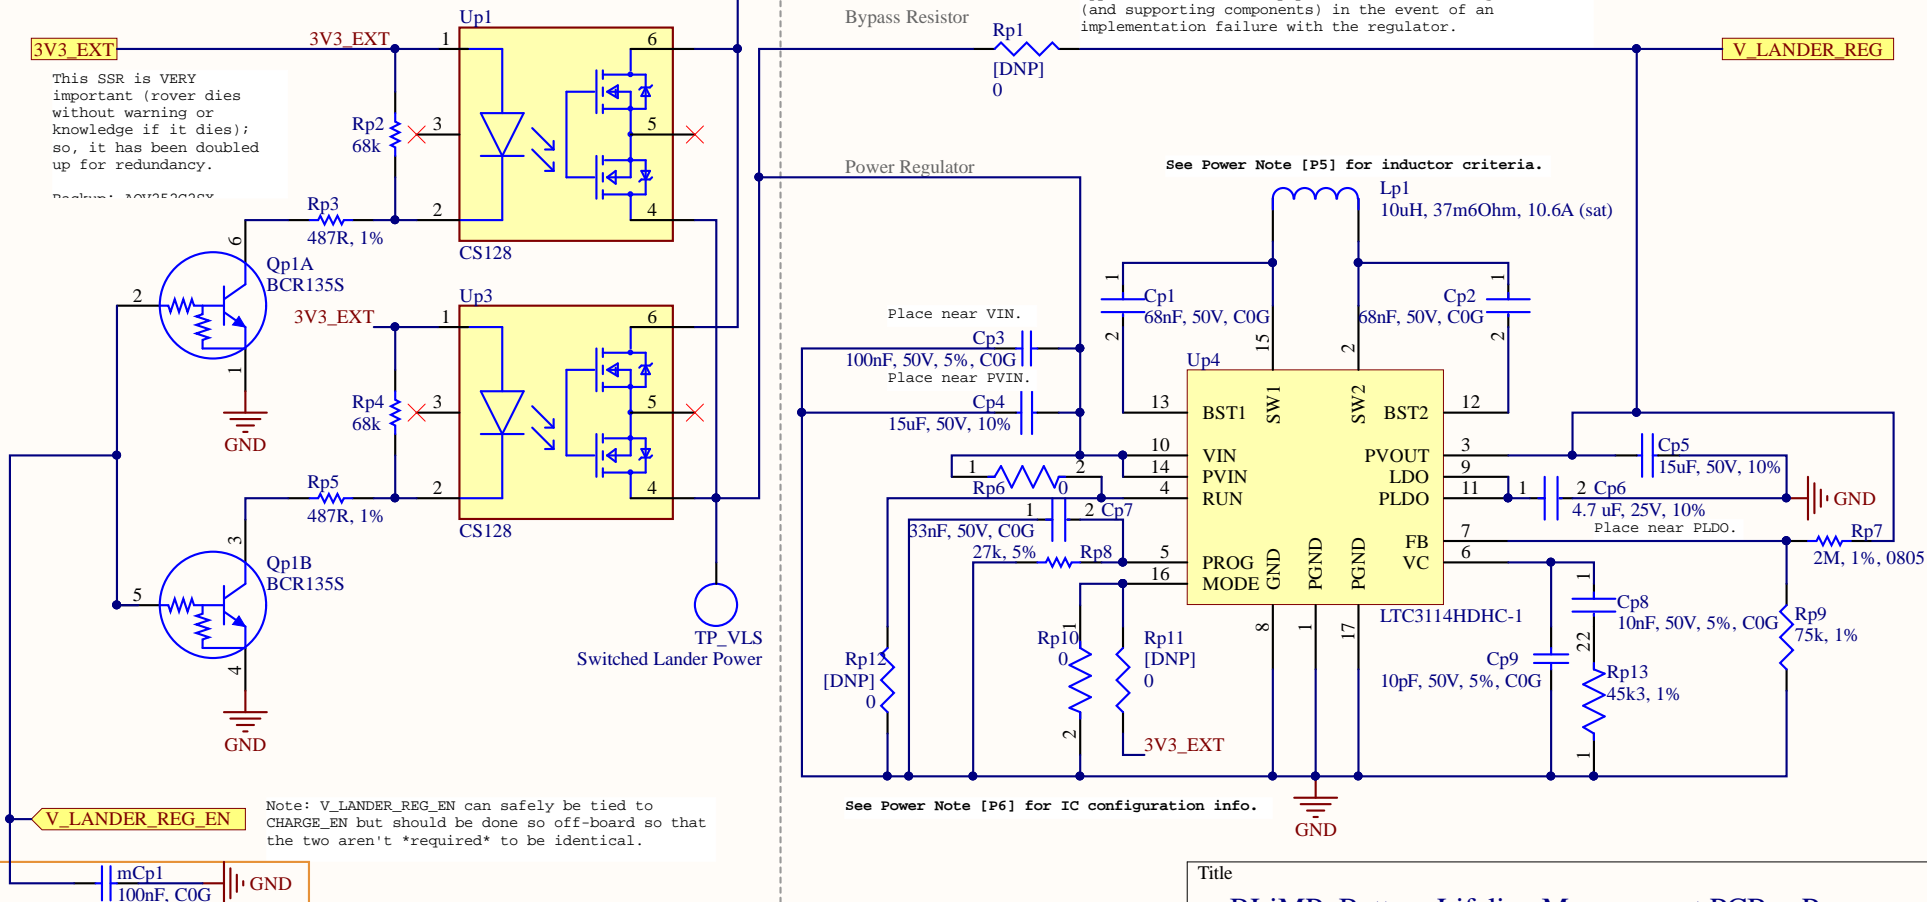 Up1
Bypass Resistor
(and supporting components) in the event of an
implementation failure with the regulator.
3V3_EXT
3V3_EXT
1
6
Rp1
[DNP]
0
V_LANDER_REG
This SSR is VERY
important (rover dies
without warning or
knowledge if it dies);
so, it has been doubled
up for redundancy.
Rp2
68k
3
5
2
4
CS128
Rp3
487R, 1%
6
Qp1A
BCR135S
2
1
GND
Power Regulator
See Power Note [P5] for inductor criteria.
Lp1
10uH, 37m6Ohm, 10.6A (sat)
Up3
3V3_EXT
1
6
Rp4
68k
3
5
2
4
CS128
Rp5
487R, 1%
3
Qp1B
BCR135S
5
4
GND
TP_VLS
Switched Lander Power
1
Cp1
68nF, 50V, C0G
2
1
Cp2
68nF, 50V, C0G
2
Place near VIN.
Cp3
100nF, 50V, 5%, C0G
Place near PVIN.
Cp4
15uF, 50V, 10%
Up4
15
2
SW1
SW2
13
BST1
BST2
12
10
VIN
PVOUT
3
14
PVIN
LDO
9
4
RUN
PLDO
11
FB
7
5
PROG
VC
6
16
MODE
GND
PGND
PGND
8
1
17
LTC3114HDHC-1
1
2
Rp6
0
1
2
Cp7
33nF, 50V, C0G
27k, 5%
Rp8
Cp5
15uF, 50V, 10%
1
2
Cp6
4.7 uF, 25V, 10%
Place near PLDO.
GND
Rp7
2M, 1%, 0805
1
Cp8
10nF, 50V, 5%, C0G
22
Rp9
75k, 1%
Cp9
10pF, 50V, 5%, C0G
Rp13
45k3, 1%
1
Rp12
[DNP]
0
1
Rp10
0
2
Rp11
[DNP]
0
3V3_EXT
See Power Note [P6] for IC configuration info.
GND
V_LANDER_REG_EN
Note: V_LANDER_REG_EN can safely be tied to
CHARGE_EN but should be done so off-board so that
the two aren't *required* to be identical.
mCp1
100nF, C0G
GND
Title